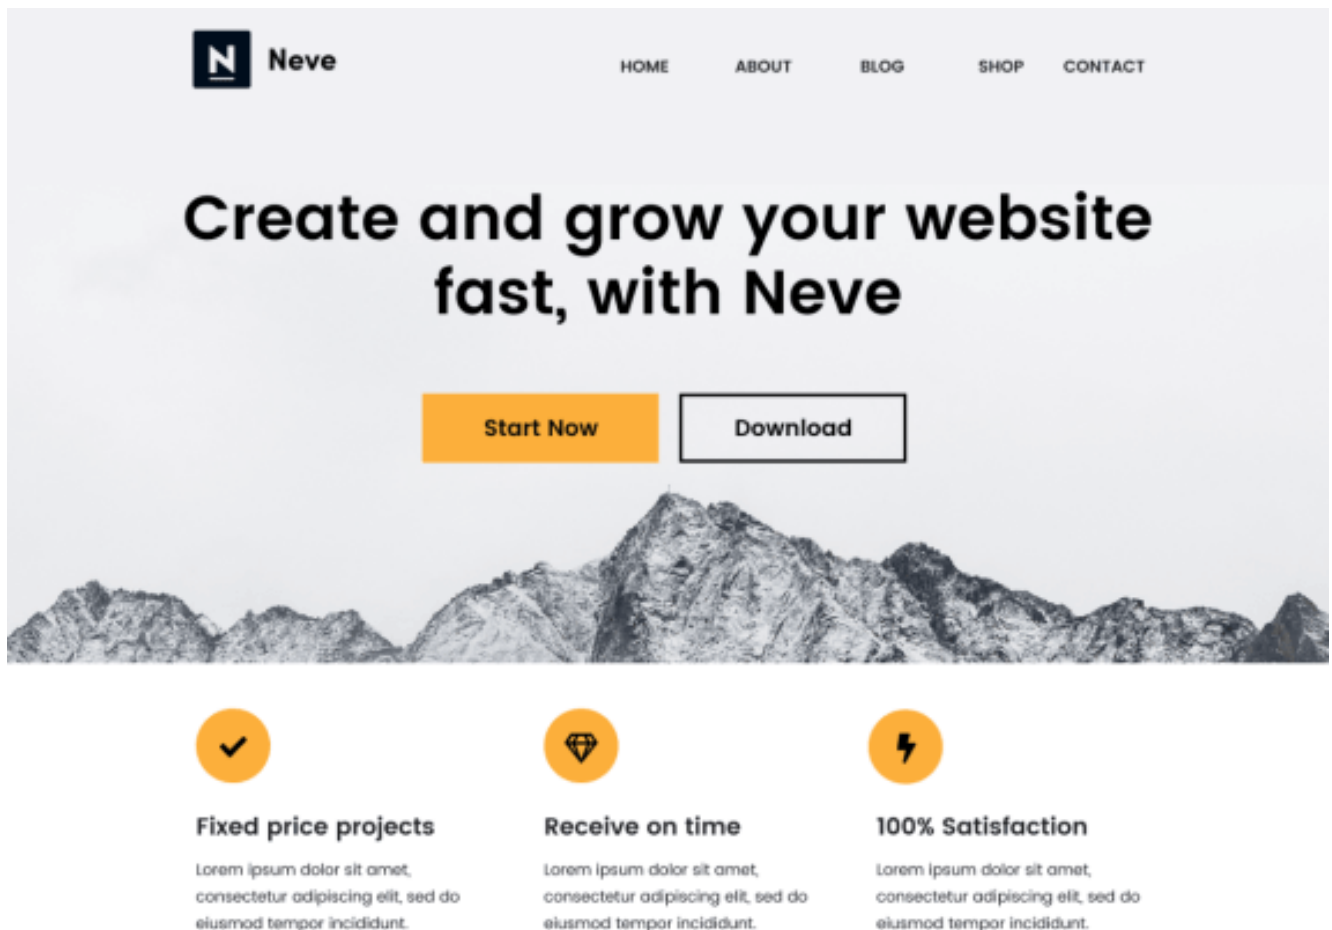 N
Neve
HOME ABOUT BLOG SHOP CONTACT
Create and grow your website
fast, with Neve
Start Now Download
Fixed price projects
Lorem ipsum dolor sit amet,
consectetur adipiscing elit, sed do
eiusmod tempor incididunt.
Receive on time
Lorem ipsum dolor sit amet,
consectetur adipiscing elit, sed do
eiusmod tempor incididunt.
100% Satisfaction
Lorem ipsum dolor sit amet,
consectetur adipiscing elit, sed do
eiusmod tempor incididunt.